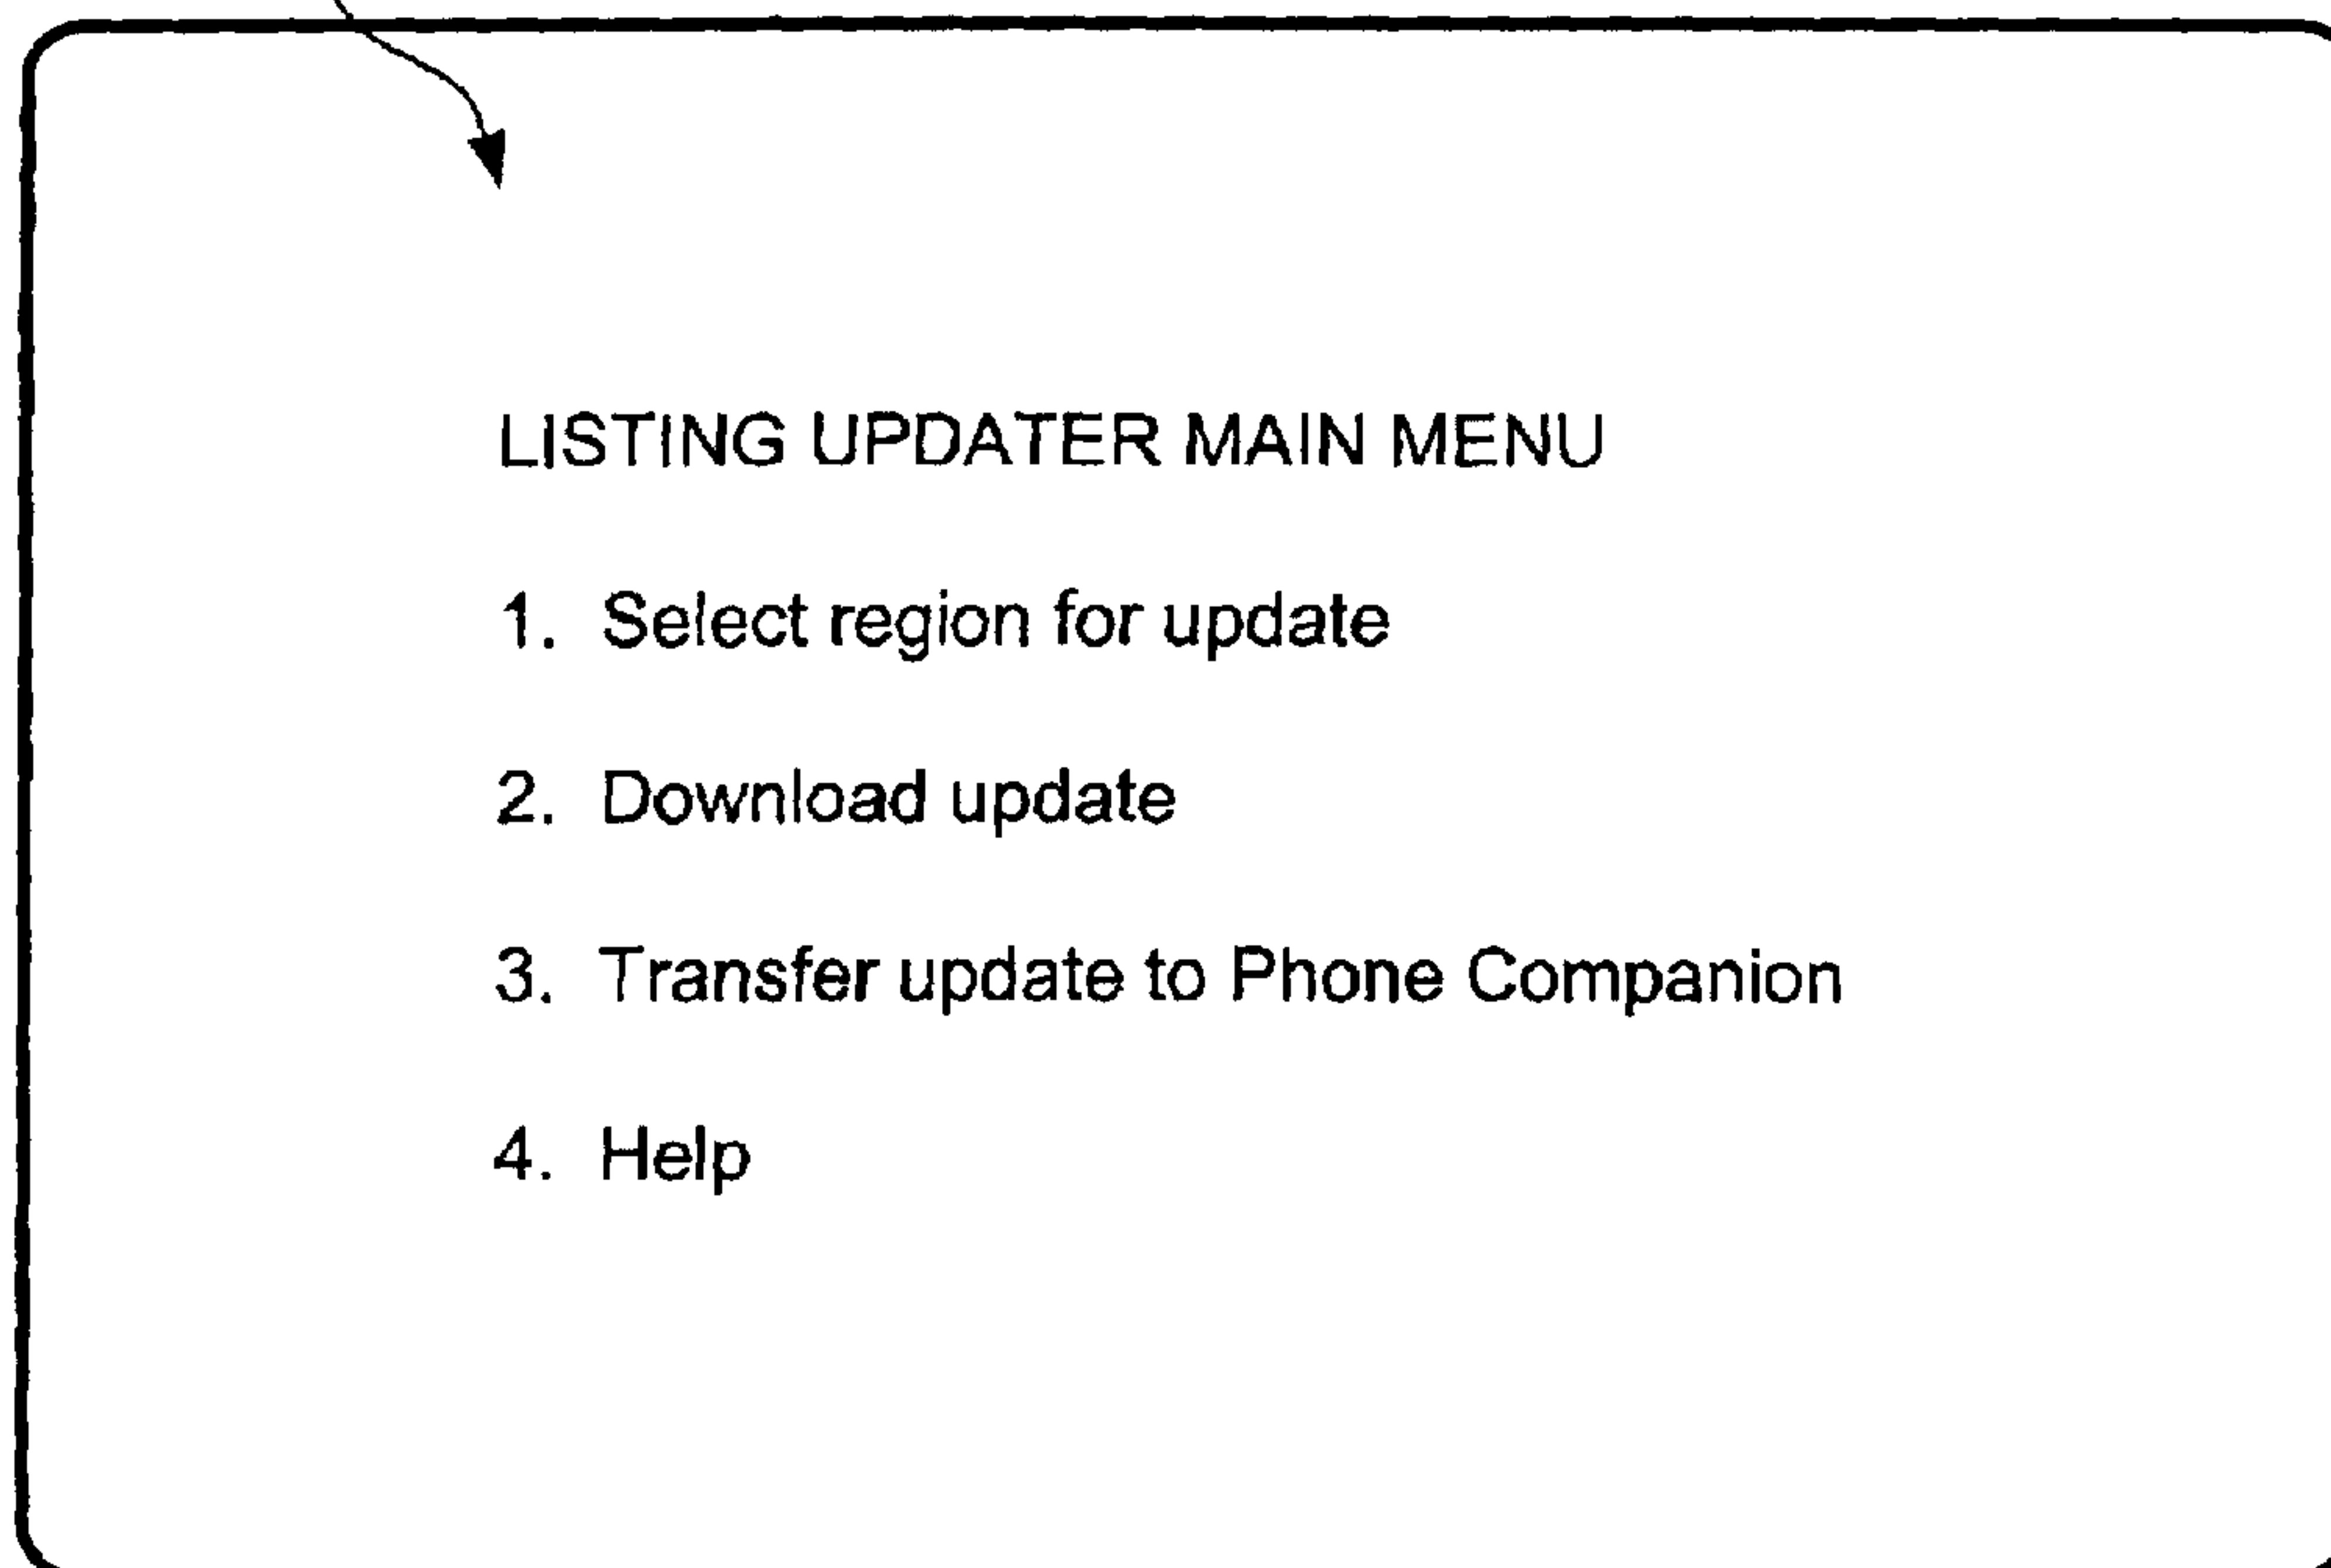 LISTING UPDATER MAIN MENU
1. Select region for update
2. Download update
3. Transfer update to Phone Companion
4. Help